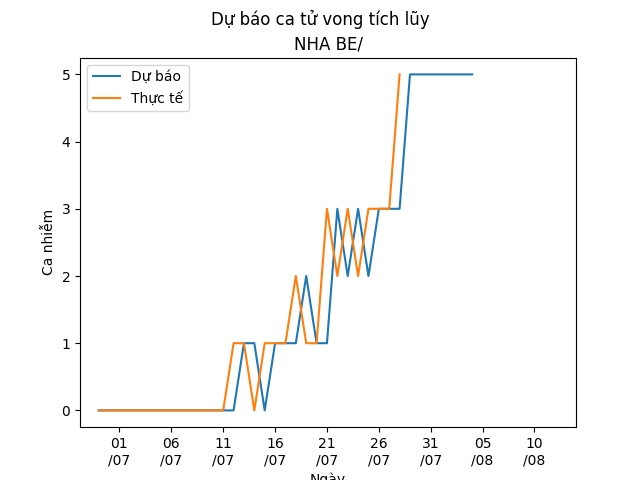 Dự báo ca tử vong tích lũy
NHA BE/
Dự báo
Thực tế
Ca nhiễm
5
4
3
2
1
0
01 06 11 16 21 26 31 05 10
/07 /07 /07 /07 /07 /07 /07 /08 /08
Ngày